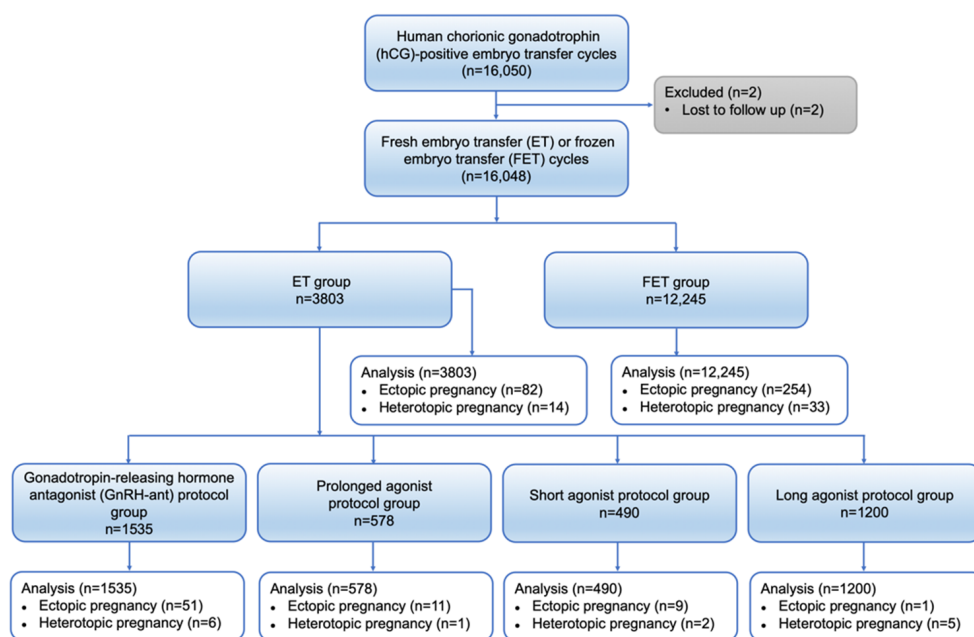 Human chorionic gonadotrophin
(hCG)-positive embryo transfer cycles
(n=16,050)
Excluded (n=2)
• Lost to follow up (n=2)
Fresh embryo transfer (ET) or frozen
embryo transfer (FET) cycles
(n=16,048)
ET group
n=3803
FET group
n=12,245
Analysis (n=3803)
• Ectopic pregnancy (n=82)
• Heterotopic pregnancy (n=14)
Analysis (n=12,245)
• Ectopic pregnancy (n=254)
• Heterotopic pregnancy (n=33)
Gonadotropin-releasing hormone
antagonist (GnRH-ant) protocol
group
n=1535
Prolonged agonist
protocol group
n=578
Short agonist protocol group
n=490
Long agonist protocol group
n=1200
Analysis (n=1535)
• Ectopic pregnancy (n=51)
• Heterotopic pregnancy (n=6)
Analysis (n=578)
• Ectopic pregnancy (n=11)
• Heterotopic pregnancy (n=1)
Analysis (n=490)
• Ectopic pregnancy (n=9)
• Heterotopic pregnancy (n=2)
Analysis (n=1200)
• Ectopic pregnancy (n=1)
• Heterotopic pregnancy (n=5)